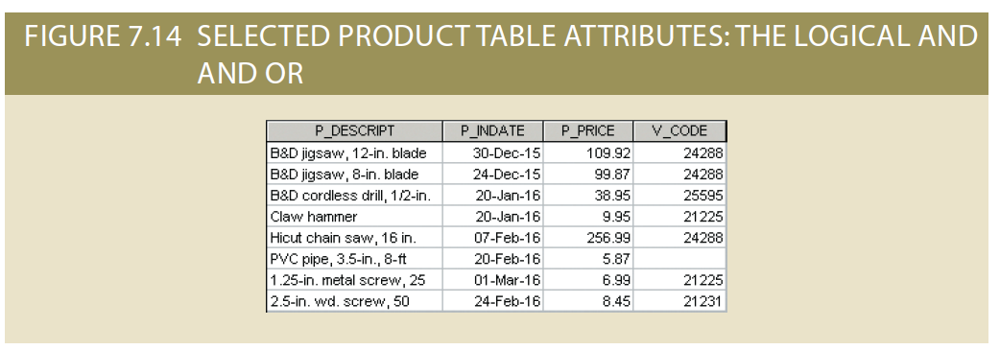 FIGURE 7.14 SELECTED PRODUCT TABLE ATTRIBUTES: THE LOGICAL AND
AND OR
P_DESCRIPT P_INDATE P_PRICE V_CODE
B&D jigsaw, 12-in. blade 30-Dec-15 109.92 24288
B&D jigsaw, 8-in. blade 24-Dec-15 99.87 24288
B&D cordless drill, 1/2-in. 20-Jan-16 38.95 25595
Claw hammer 20-Jan-16 9.95 21225
Hicut chain saw, 16 in. 07-Feb-16 256.99 24288
PVC pipe, 3.5-in., 8-ft 20-Feb-16 5.87
1.25-in. metal screw, 25 01-Mar-16 6.99 21225
2.5-in. wd. screw, 50 24-Feb-16 8.45 21231